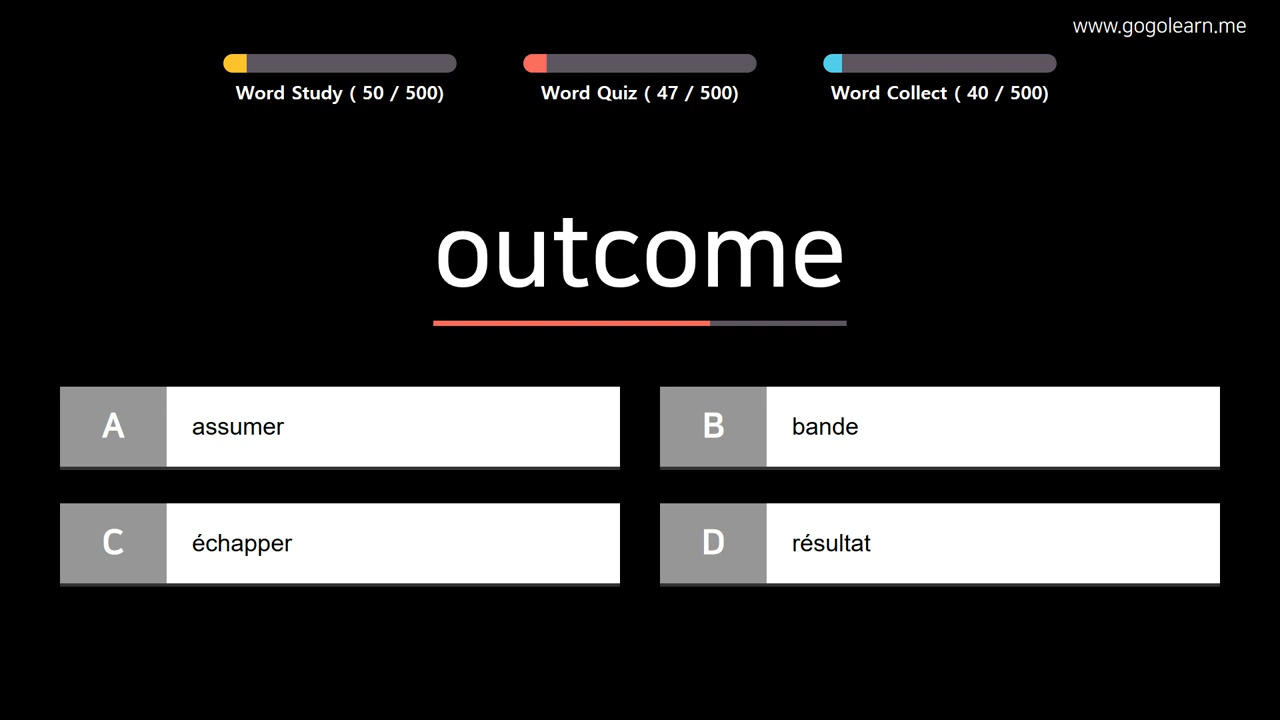 www.gogolearn.me
Word Study ( 50 / 500)
Word Quiz ( 47 / 500)
Word Collect ( 40 / 500)
outcome
A assumer
B bande
C échapper
D résultat